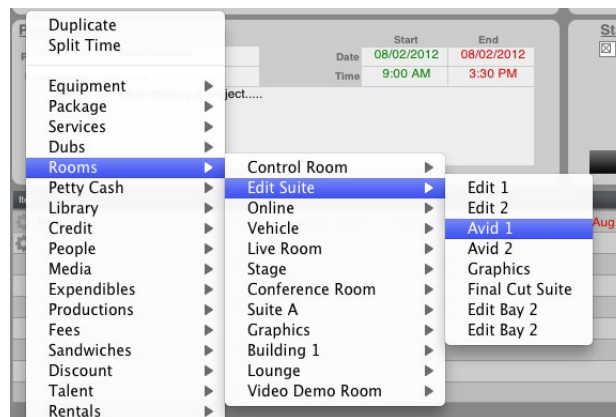 Duplicate
Split Time
Start End
Date 08/02/2012 08/02/2012
Time 9:00 AM 3:30 PM
ject.....
Equipment
Package
Services
Dubs
Rooms
Petty Cash
Library
Credit
People
Media
Expendibles
Productions
Fees
Sandwiches
Discount
Talent
Rentals
Control Room
Edit Suite
Online
Vehicle
Live Room
Stage
Conference Room
Suite A
Graphics
Building 1
Lounge
Video Demo Room
Edit 1
Edit 2
Avid 1
Avid 2
Graphics
Final Cut Suite
Edit Bay 2
Edit Bay 2
Aug